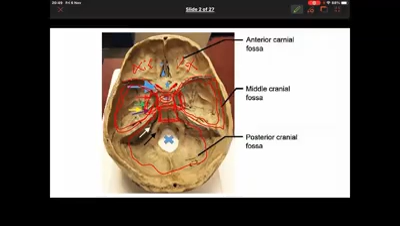 Slide 2 of 27
Anterior carnial
fossa
Middle cranial
fossa
Posterior cranial
fossa